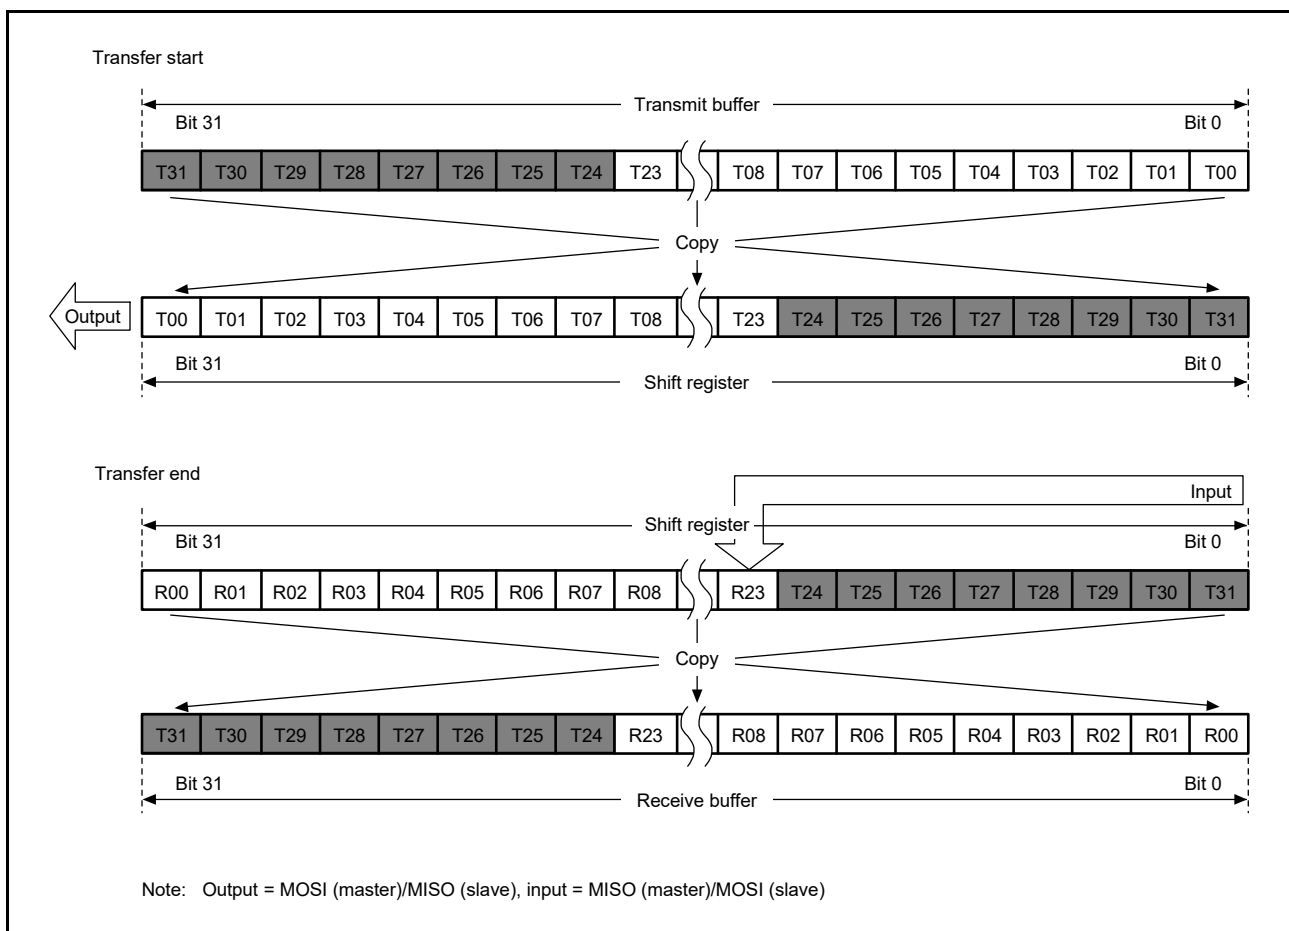 Transfer start
Transmit buffer
Bit 31 Bit 0
T31 T30 T29 T28 T27 T26 T25 T24 T23 T08 T07 T06 T05 T04 T03 T02 T01 T00
Copy
Output T00 T01 T02 T03 T04 T05 T06 T07 T08 T23 T24 T25 T26 T27 T28 T29 T30 T31
Bit 31 Bit 0
Shift register
Transfer end
Input
Shift register
Bit 31 Bit 0
R00 R01 R02 R03 R04 R05 R06 R07 R08 R23 T24 T25 T26 T27 T28 T29 T30 T31
Copy
T31 T30 T29 T28 T27 T26 T25 T24 R23 R08 R07 R06 R05 R04 R03 R02 R01 R00
Bit 31 Bit 0
Receive buffer
Note: Output = MOSI (master)/MISO (slave), input = MISO (master)/MOSI (slave)